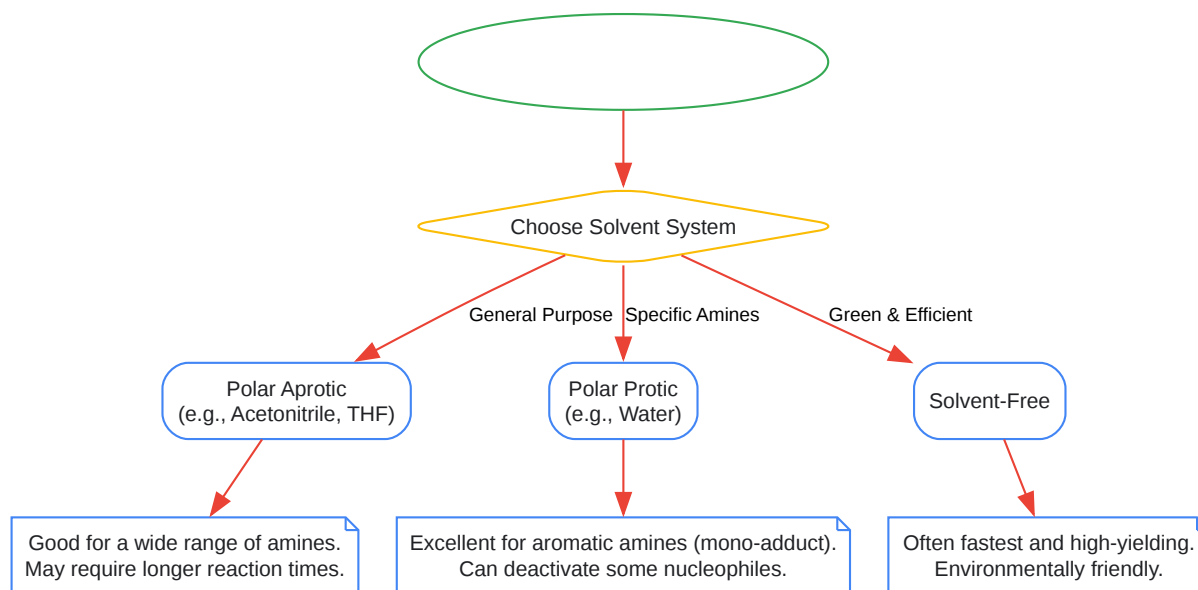 Choose Solvent System
General Purpose
Specific Amines
Green & Efficient
Polar Aprotic
(e.g., Acetonitrile, THF)
Polar Protic
(e.g., Water)
Solvent-Free
Good for a wide range of amines.
May require longer reaction times.
Excellent for aromatic amines (mono-adduct).
Can deactivate some nucleophiles.
Often fastest and high-yielding.
Environmentally friendly.